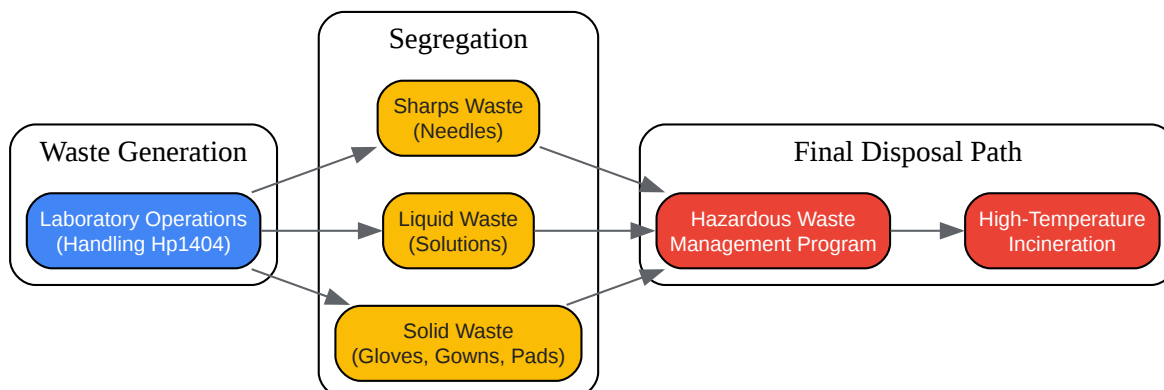 Segregation
Sharps Waste
(Needles)
Waste Generation
Final Disposal Path
Laboratory Operations
(Handling Hp1404)
Liquid Waste
(Solutions)
Hazardous Waste
Management Program
High-Temperature
Incineration
Solid Waste
(Gloves, Gowns, Pads)